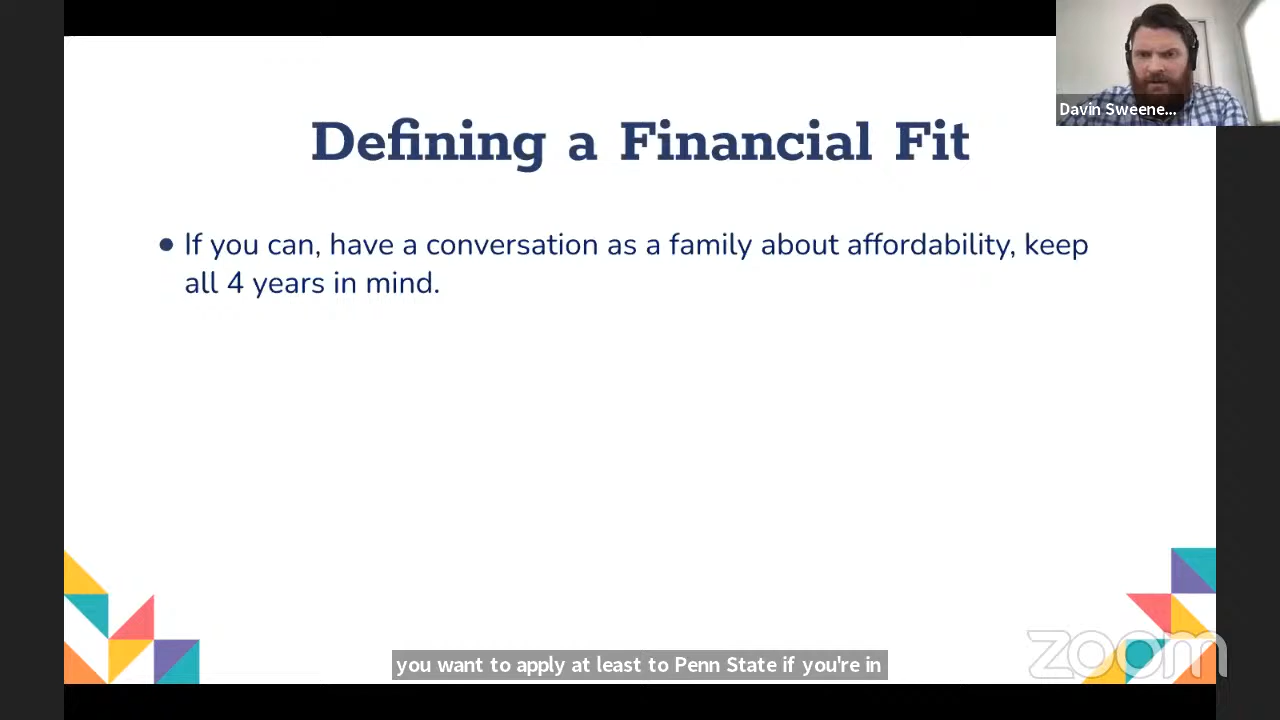 Davin Sweene...
Defining a Financial Fit
● If you can, have a conversation as a family about affordability, keep
all 4 years in mind.
you want to apply at least to Penn State if you're in
zoom